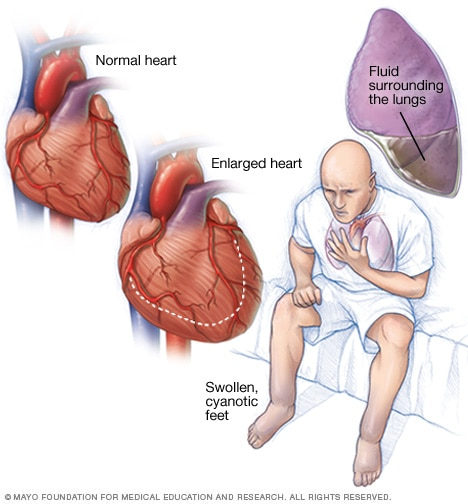 Normal heart
Fluid
surrounding
the lungs
Enlarged heart
Swollen,
cyanotic
feet
© MAYO FOUNDATION FOR MEDICAL EDUCATION AND RESEARCH. ALL RIGHTS RESERVED.